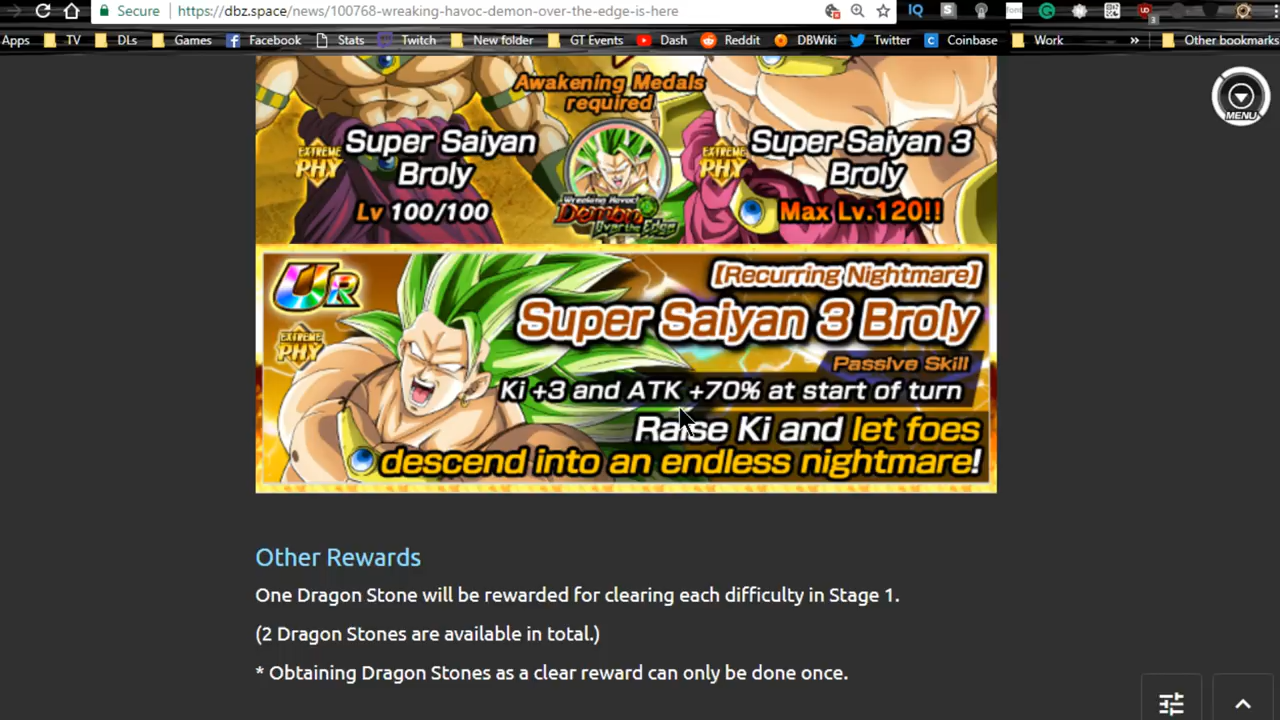 Secure https://dbz.space/news/100768-wreaking-havoc-demon-over-the-edge-is-here
Apps TV DLs Games Facebook Stats Twitch New folder GT Events Dash Reddit DBWiki Twitter Coinbase Work » Other bookmarks
MENU
Awakening Medals
required
EXTREME
PHY
Super Saiyan
Broly
Lv 100/100
Wreaking Havoc!
Demon
Over the Edge
EXTREME
PHY
Super Saiyan 3
Broly
Max Lv.120!!
UR
EXTREME
PHY
[Recurring Nightmare]
Super Saiyan 3 Broly
Passive Skill
Ki +3 and ATK +70% at start of turn
Raise Ki and let foes
descend into an endless nightmare!
Other Rewards
One Dragon Stone will be rewarded for clearing each difficulty in Stage 1.
(2 Dragon Stones are available in total.)
* Obtaining Dragon Stones as a clear reward can only be done once.